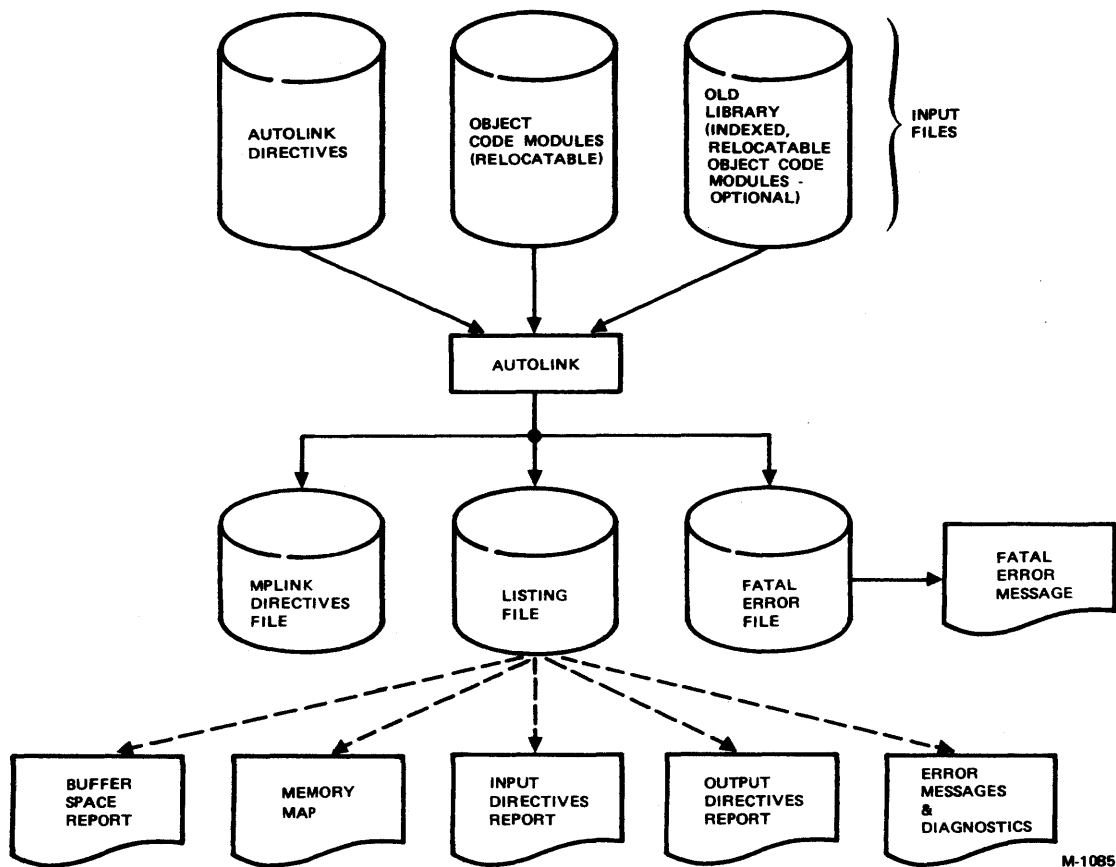 AUTOLINK
DIRECTIVES
OBJECT
CODE MODULES
(RELOCATABLE)
OLD
LIBRARY
(INDEXED,
RELOCATABLE
OBJECT CODE
MODULES -
OPTIONAL)
INPUT
FILES
AUTOLINK
MPLINK
DIRECTIVES
FILE
LISTING
FILE
FATAL
ERROR
FILE
FATAL
ERROR
MESSAGE
BUFFER
SPACE
REPORT
MEMORY
MAP
INPUT
DIRECTIVES
REPORT
OUTPUT
DIRECTIVES
REPORT
ERROR
MESSAGES
&
DIAGNOSTICS